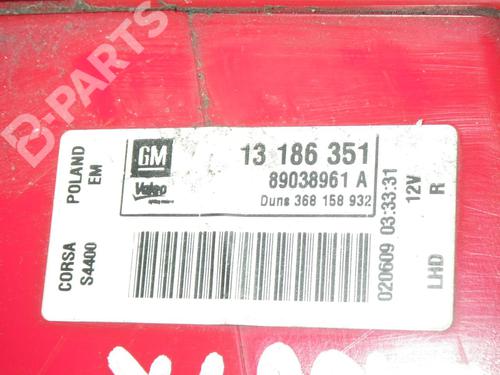 B-PARTS
CORSA POLAND
S4400 EM
GM
Valeo
13 186 351
89038961 A
Duns 368 158 932
020609 03:33:31
12V
LHD R